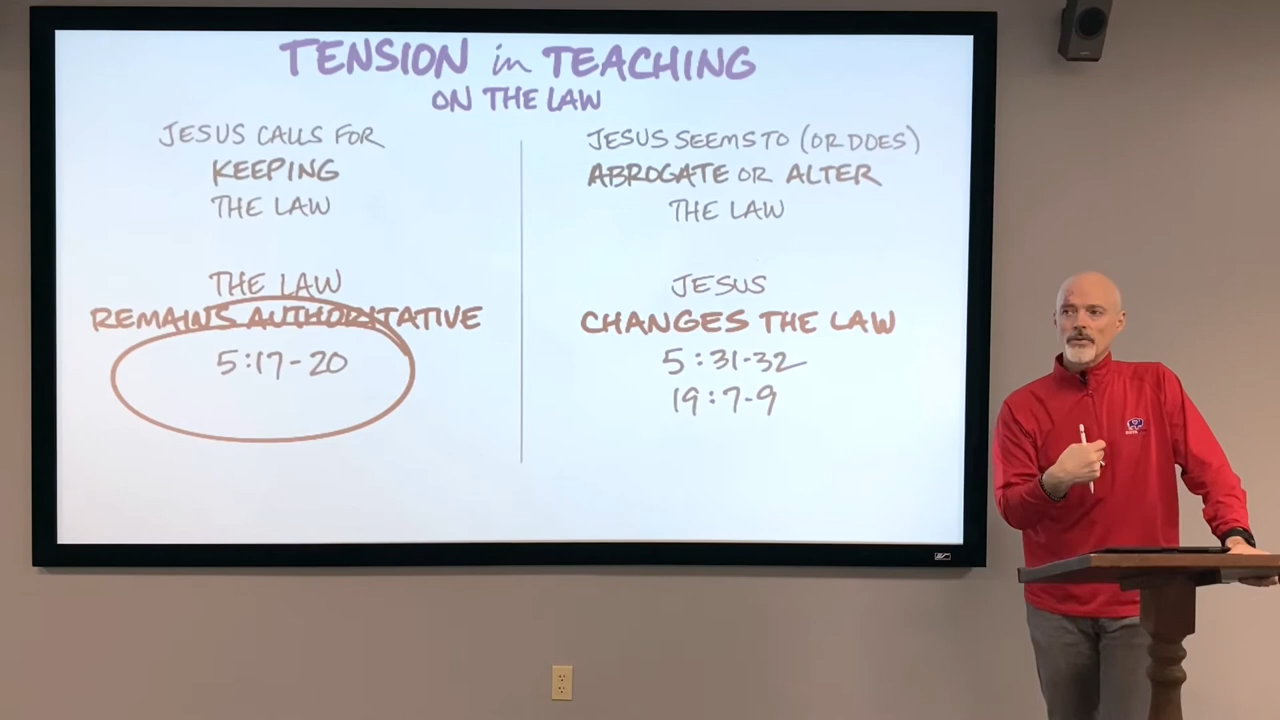 TENSION in TEACHING
ON THE LAW
JESUS CALLS FOR
KEEPING
THE LAW
THE LAW
REMAINS AUTHORITATIVE
5:17-20
JESUS SEEMS TO (OR DOES)
ABROGATE OR ALTER
THE LAW
JESUS
CHANGES THE LAW
5:31-32
19:7-9